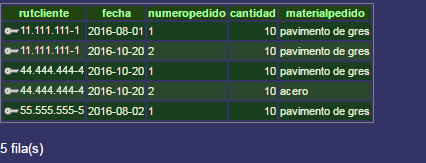 rutcliente fecha numeropedido cantidad materialpedido
11.111.111-1 2016-08-01 1 10 pavimento de gres
11.111.111-1 2016-10-20 2 10 pavimento de gres
44.444.444-4 2016-10-20 1 10 pavimento de gres
44.444.444-4 2016-10-20 2 10 acero
55.555.555-5 2016-08-02 1 10 pavimento de gres
5 fila(s)